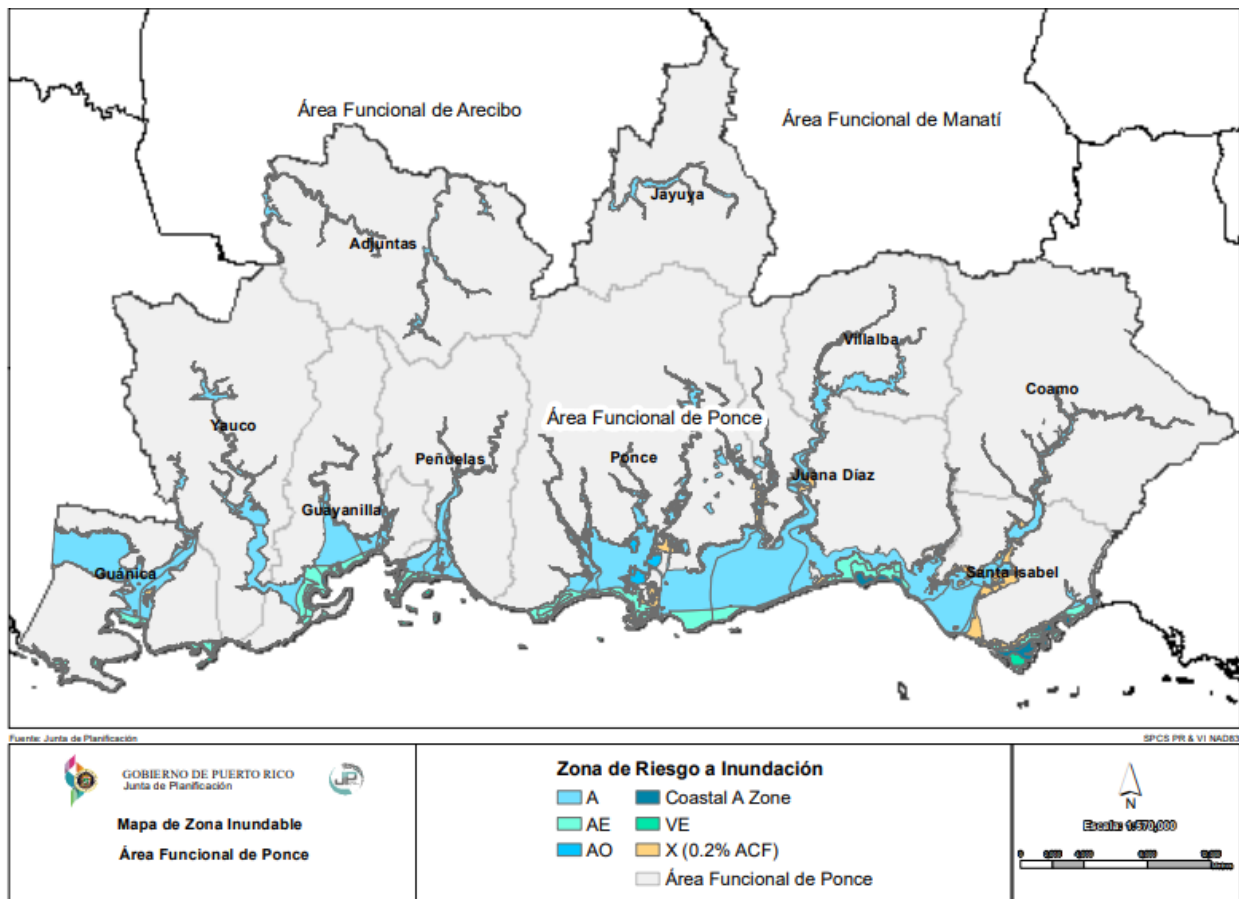 Área Funcional de Arecibo
Área Funcional de Manatí
Jayuya
Adjuntas
Villalba
Coamo
Área Funcional de Ponce
Yauco
Peñuelas
Ponce
Juana Díaz
Guayanilla
Guánica
Santa isabel
Fuente: Junta de Planificación
SPCS PR & VI NAD83
GOBIERNO DE PUERTO RICO
Junta de Planificación
JP
Mapa de Zona Inundable
Área Funcional de Ponce
Zona de Riesgo a Inundación
A
Coastal A Zone
AE
VE
AO
X (0.2% ACF)
Área Funcional de Ponce
N
Escala: 1:570,000
0